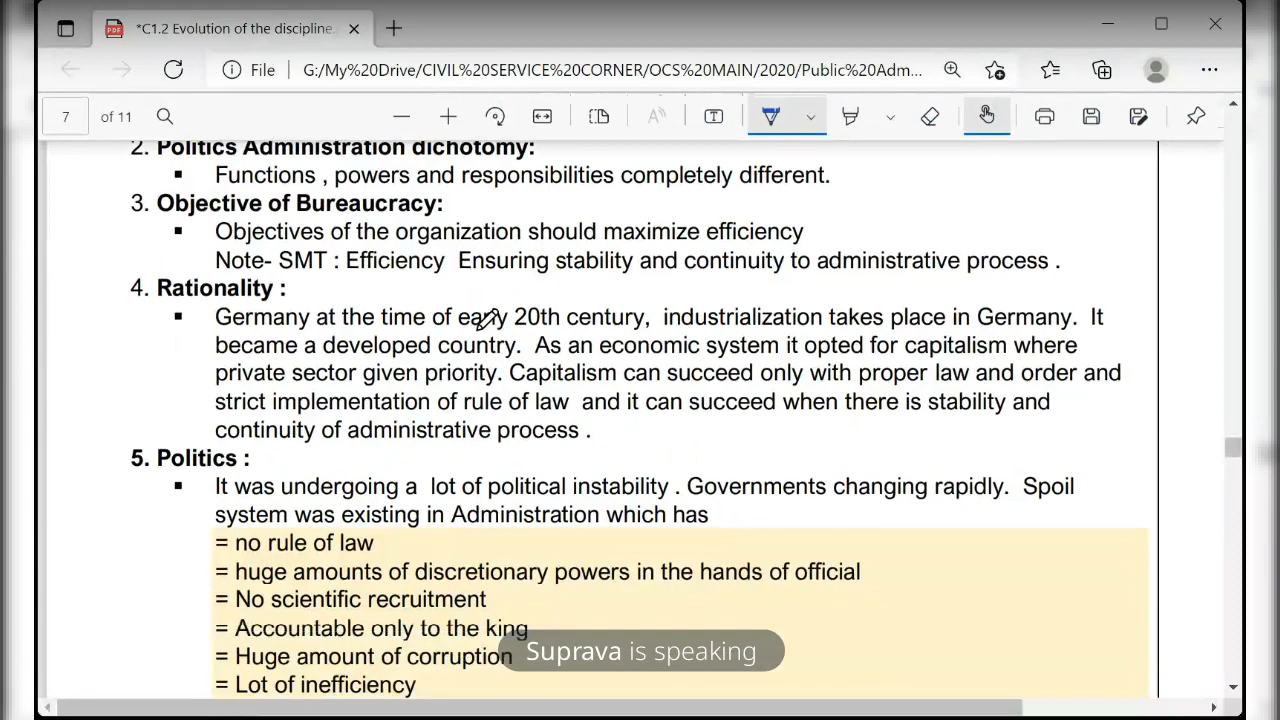 *C1.2 Evolution of the discipline.
File G:/My%20Drive/CIVIL%20SERVICE%20CORNER/OCS%20MAIN/2020/Public%20Adm...
7 of 11
2. Politics Administration dichotomy:
▪ Functions , powers and responsibilities completely different.
3. Objective of Bureaucracy:
▪ Objectives of the organization should maximize efficiency
Note- SMT : Efficiency Ensuring stability and continuity to administrative process .
4. Rationality :
▪ Germany at the time of early 20th century, industrialization takes place in Germany. It
became a developed country. As an economic system it opted for capitalism where
private sector given priority. Capitalism can succeed only with proper law and order and
strict implementation of rule of law and it can succeed when there is stability and
continuity of administrative process .
5. Politics :
▪ It was undergoing a lot of political instability . Governments changing rapidly. Spoil
system was existing in Administration which has
= no rule of law
= huge amounts of discretionary powers in the hands of official
= No scientific recruitment
= Accountable only to the king
= Huge amount of corruption
Suprava is speaking
= Lot of inefficiency